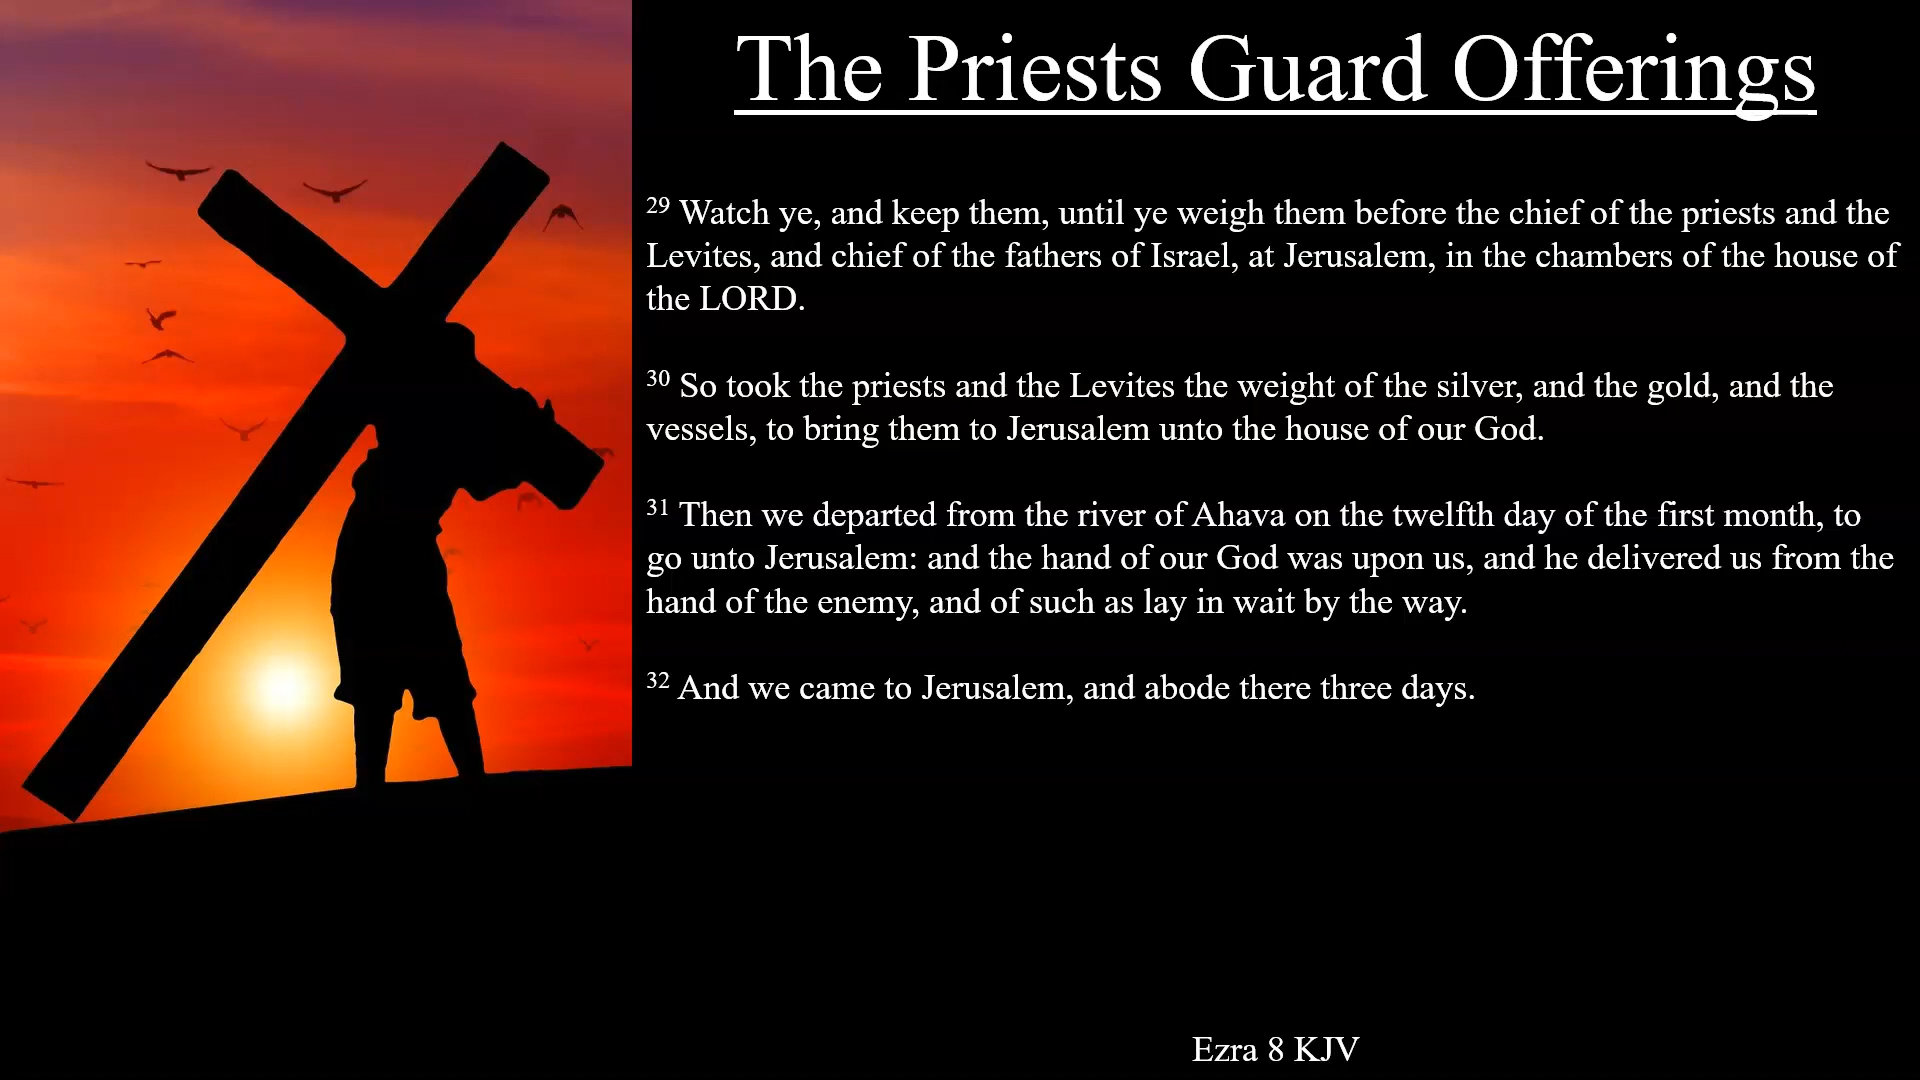 The Priests Guard Offerings
29 Watch ye, and keep them, until ye weigh them before the chief of the priests and the
Levites, and chief of the fathers of Israel, at Jerusalem, in the chambers of the house of
the LORD.
30 So took the priests and the Levites the weight of the silver, and the gold, and the
vessels, to bring them to Jerusalem unto the house of our God.
31 Then we departed from the river of Ahava on the twelfth day of the first month, to
go unto Jerusalem: and the hand of our God was upon us, and he delivered us from the
hand of the enemy, and of such as lay in wait by the way.
32 And we came to Jerusalem, and abode there three days.
Ezra 8 KJV